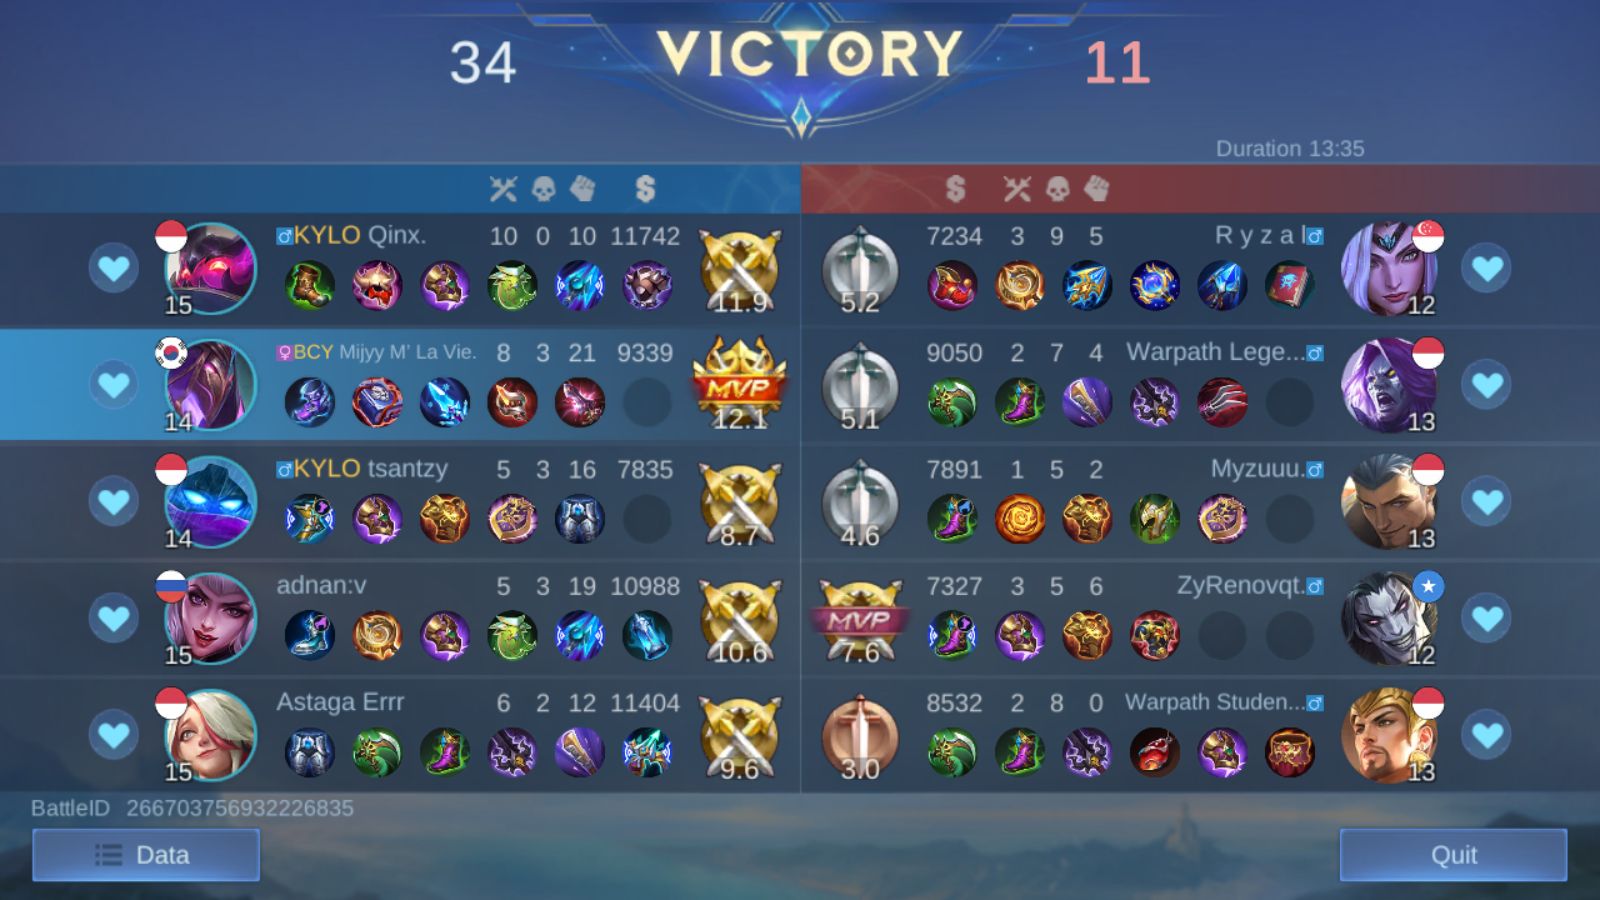 34 VICTORY 11
Duration 13:35
KYLO Qinx. 10 0 10 11742
15 11.9
5.2 7234 3 9 5 R y z a l
12
BCY Mijyy M' La Vie. 8 3 21 9339
14 MVP 12.1
5.1 9050 2 7 4 Warpath Lege...
13
KYLO tsantzy 5 3 16 7835
14 8.7
4.6 7891 1 5 2 Myzuuu.
13
adnan:v 5 3 19 10988
15 10.6
MVP 7.6 7327 3 5 6 ZyRenovqt.
12
Astaga Errr 6 2 12 11404
15 9.6
3.0 8532 2 8 0 Warpath Studen...
13
BattleID 266703756932226835
Data
Quit